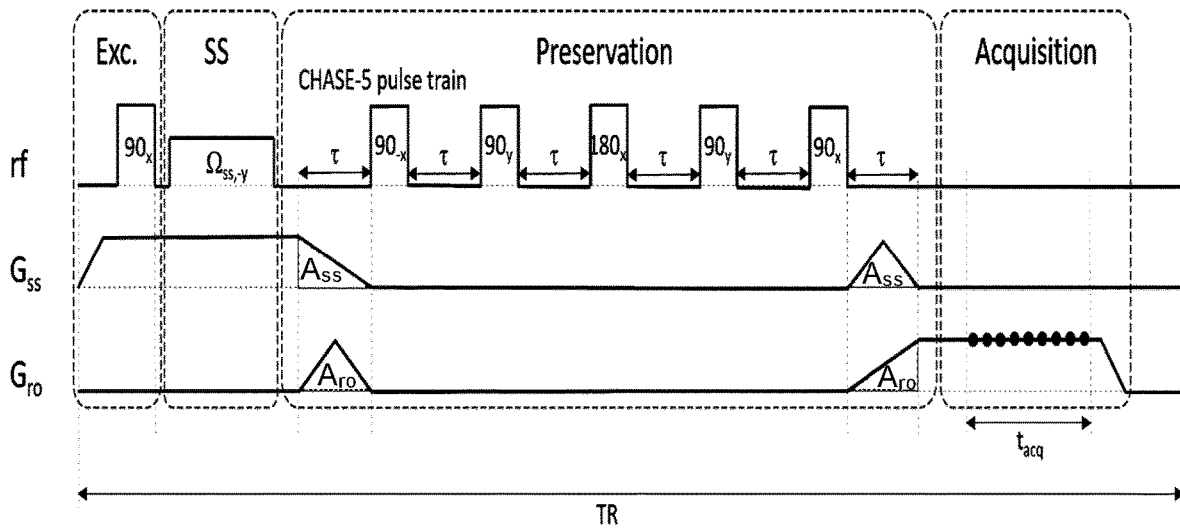 Exc. SS Preservation Acquisition
CHASE-5 pulse train
rf 90x Ωss,-y τ 90-x τ 90y τ 180x τ 90y τ 90x τ
Gss Ass Ass
Gro Aro Aro
tacq
TR